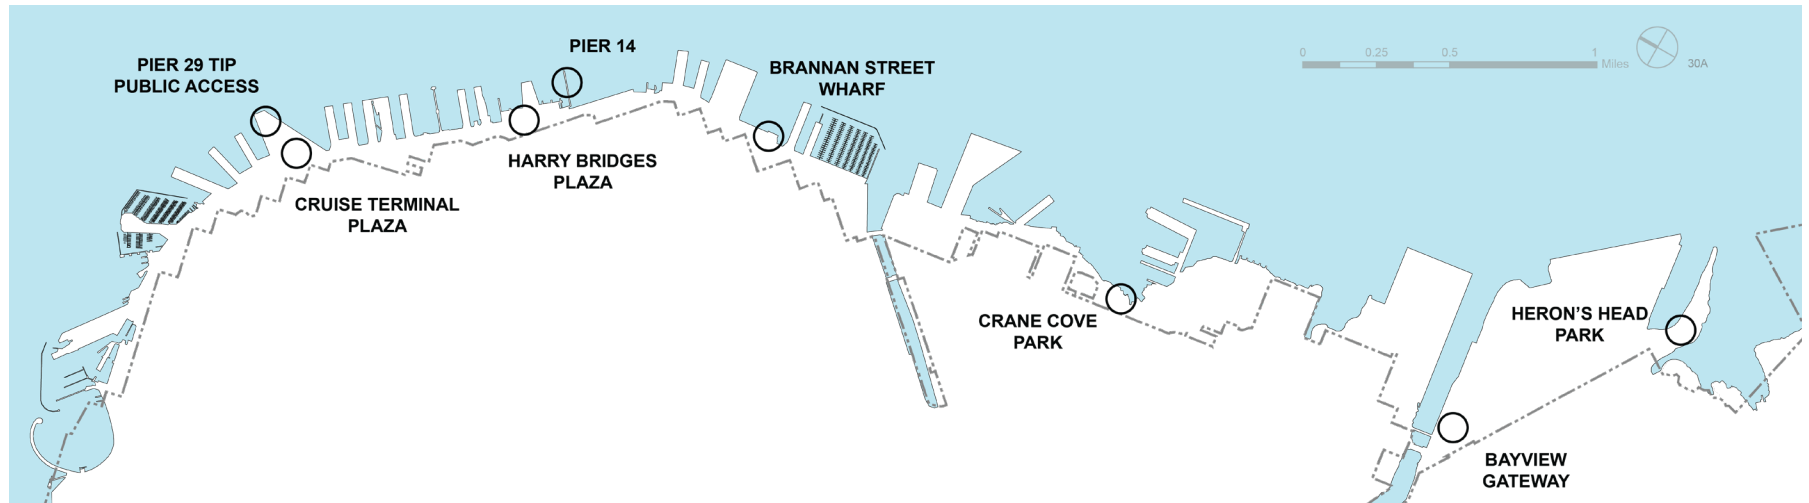 PIER 29 TIP
PUBLIC ACCESS
PIER 14
BRANNAN STREET
WHARF
0 0.25 0.5 1 Miles
30A
HARRY BRIDGES
PLAZA
CRUISE TERMINAL
PLAZA
CRANE COVE
PARK
HERON'S HEAD
PARK
BAYVIEW
GATEWAY